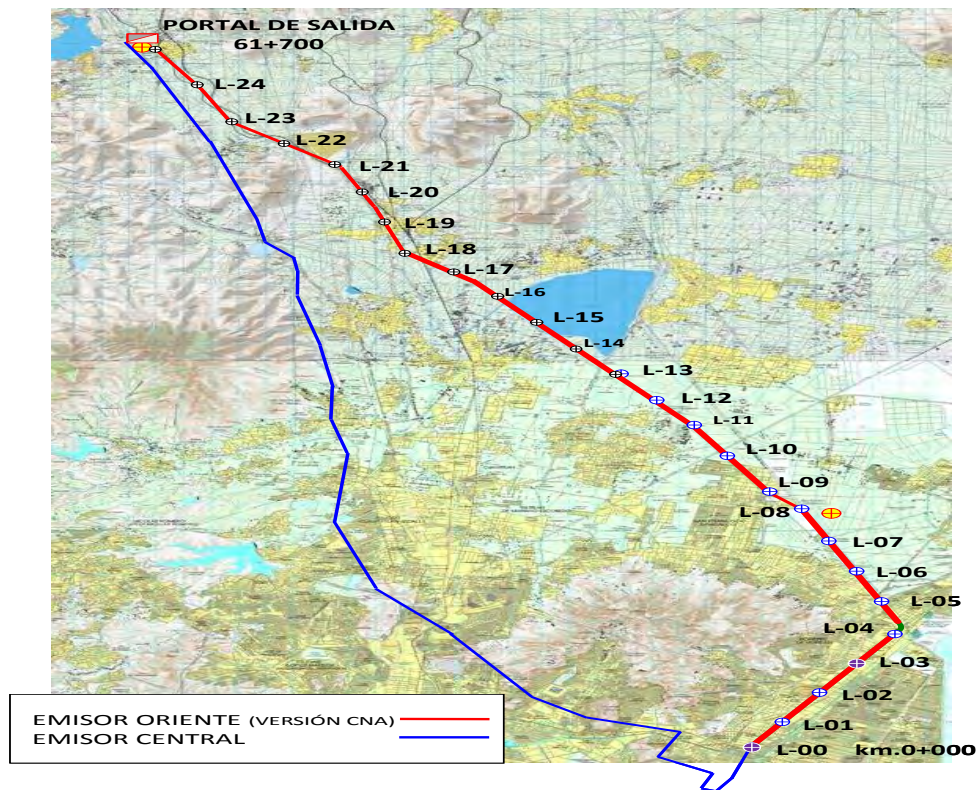 PORTAL DE SALIDA
61+700
L-24
L-23
L-22
L-21
L-20
L-19
L-18
L-17
L-16
L-15
L-14
L-13
L-12
L-11
L-10
L-09
L-08
L-07
L-06
L-05
L-04
L-03
L-02
L-01
L-00 km.0+000
EMISOR ORIENTE (VERSIÓN CNA)
EMISOR CENTRAL